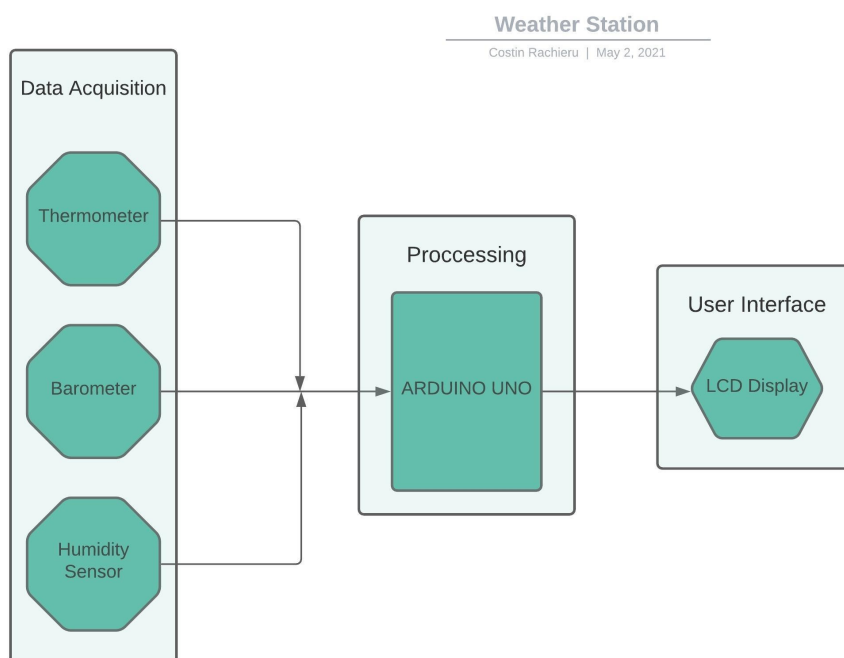 Weather Station
Costin Rachieru | May 2, 2021
Data Acquisition
Thermometer
Barometer
Humidity
Sensor
Proccessing
ARDUINO UNO
User Interface
LCD Display